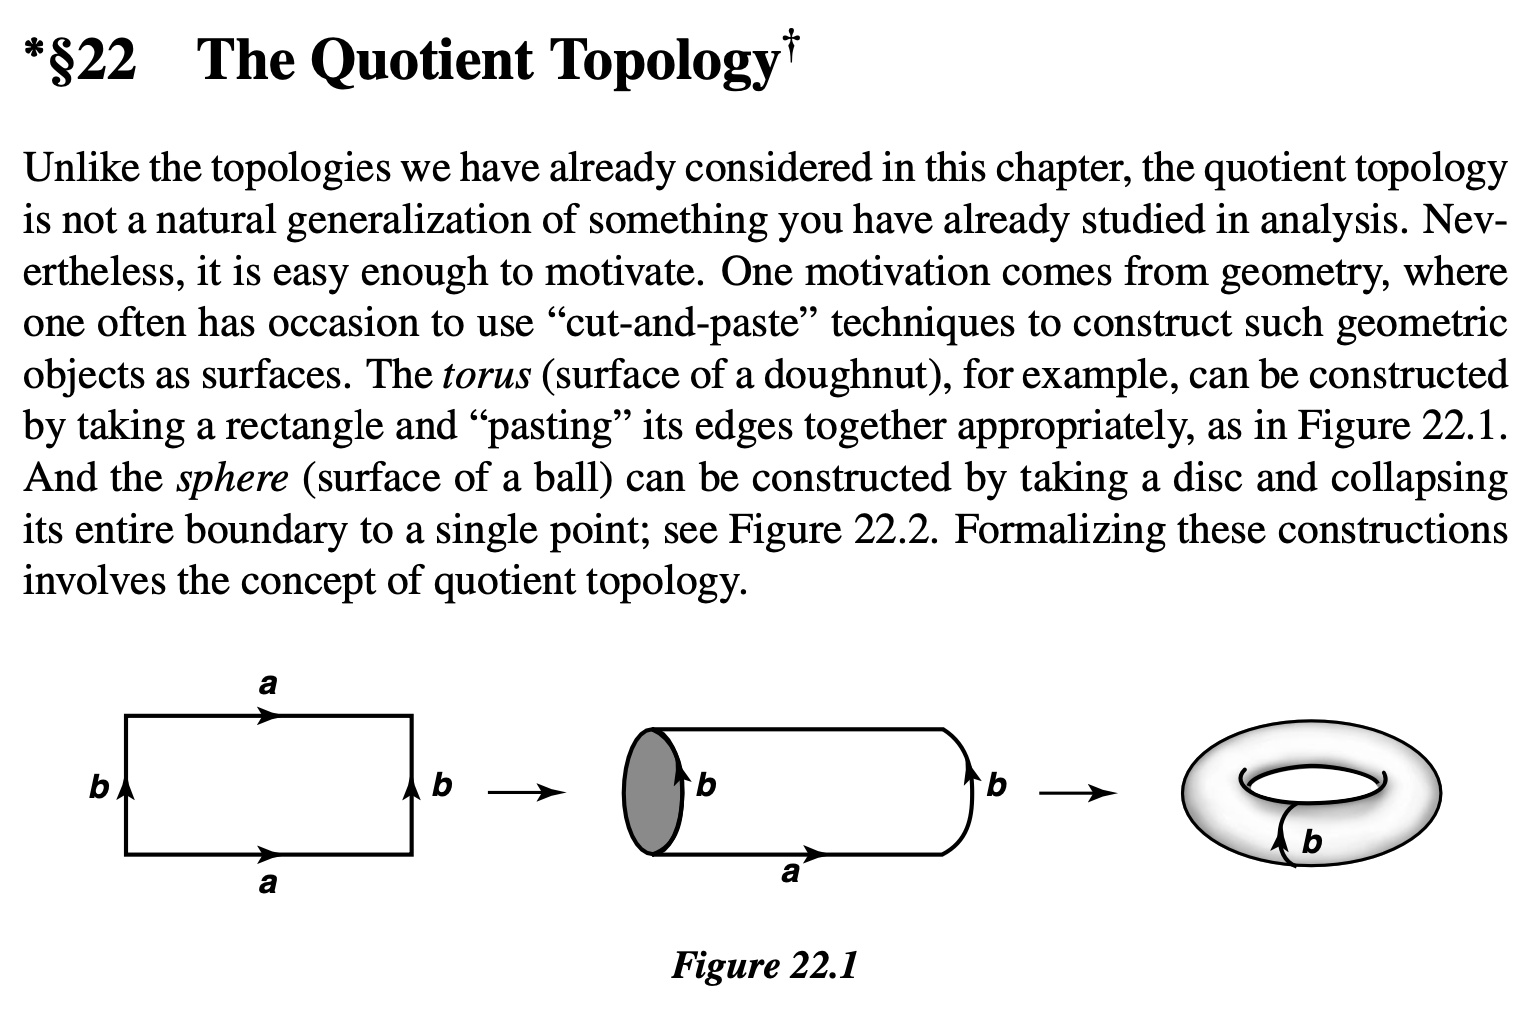 *§22 The Quotient Topology†
Unlike the topologies we have already considered in this chapter, the quotient topology
is not a natural generalization of something you have already studied in analysis. Nev-
ertheless, it is easy enough to motivate. One motivation comes from geometry, where
one often has occasion to use “cut-and-paste” techniques to construct such geometric
objects as surfaces. The torus (surface of a doughnut), for example, can be constructed
by taking a rectangle and “pasting” its edges together appropriately, as in Figure 22.1.
And the sphere (surface of a ball) can be constructed by taking a disc and collapsing
its entire boundary to a single point; see Figure 22.2. Formalizing these constructions
involves the concept of quotient topology.
a
b
b
a
b
b
a
b
Figure 22.1